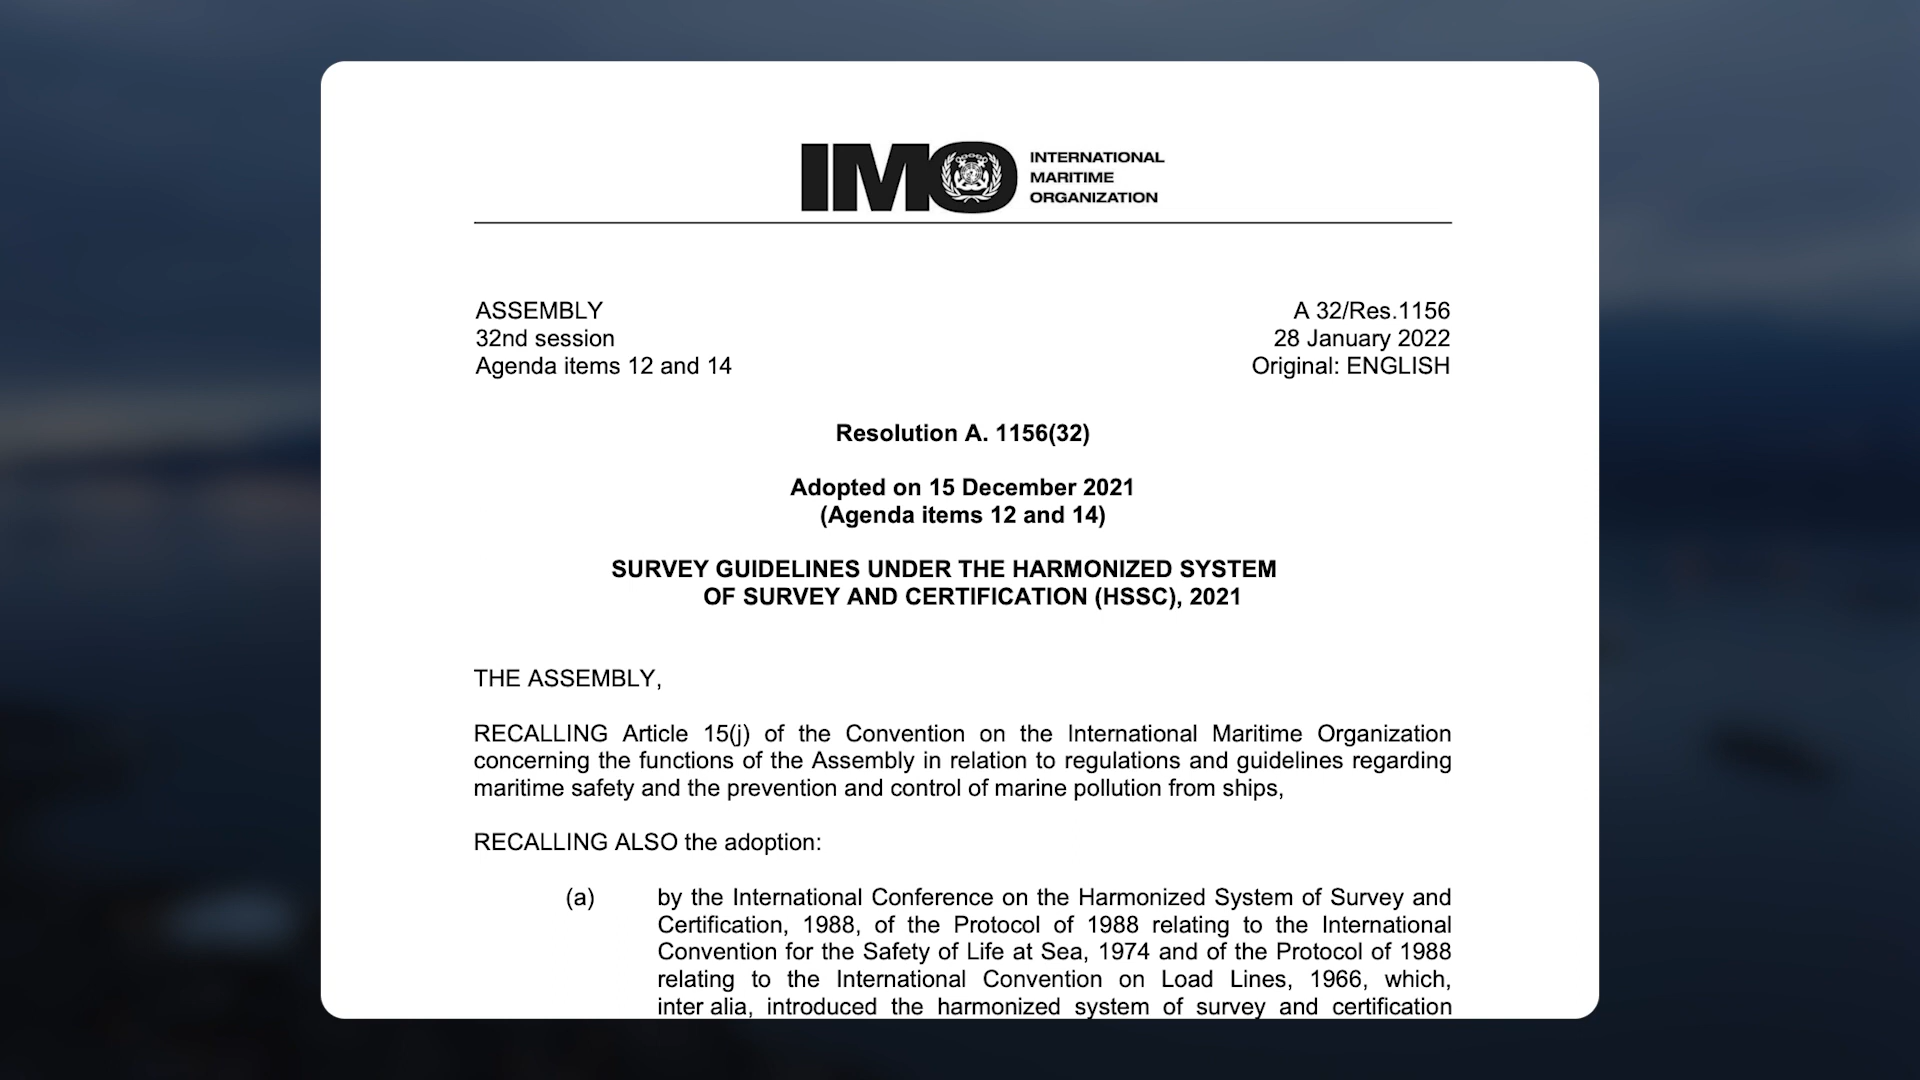 IMO
INTERNATIONAL
MARITIME
ORGANIZATION
ASSEMBLY
32nd session
Agenda items 12 and 14
A 32/Res.1156
28 January 2022
Original: ENGLISH
Resolution A. 1156(32)
Adopted on 15 December 2021
(Agenda items 12 and 14)
SURVEY GUIDELINES UNDER THE HARMONIZED SYSTEM
OF SURVEY AND CERTIFICATION (HSSC), 2021
THE ASSEMBLY,
RECALLING Article 15(j) of the Convention on the International Maritime Organization
concerning the functions of the Assembly in relation to regulations and guidelines regarding
maritime safety and the prevention and control of marine pollution from ships,
RECALLING ALSO the adoption:
(a) by the International Conference on the Harmonized System of Survey and
Certification, 1988, of the Protocol of 1988 relating to the International
Convention for the Safety of Life at Sea, 1974 and of the Protocol of 1988
relating to the International Convention on Load Lines, 1966, which,
inter alia, introduced the harmonized system of survey and certification